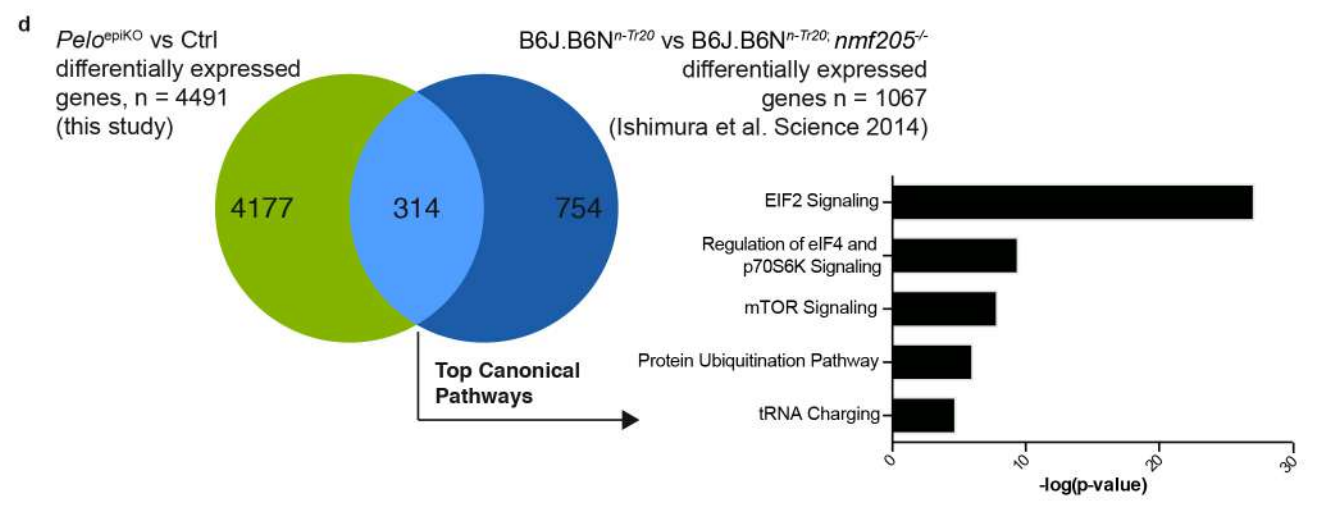 d
Pelo^epiKO vs Ctrl
differentially expressed
genes, n = 4491
(this study)
B6J.B6N^n-Tr20 vs B6J.B6N^n-Tr20; nmf205^-/-
differentially expressed
genes n = 1067
(Ishimura et al. Science 2014)
4177
314
754
Top Canonical
Pathways
EIF2 Signaling
Regulation of eIF4 and
p70S6K Signaling
mTOR Signaling
Protein Ubiquitination Pathway
tRNA Charging
0
10
20
30
-log(p-value)